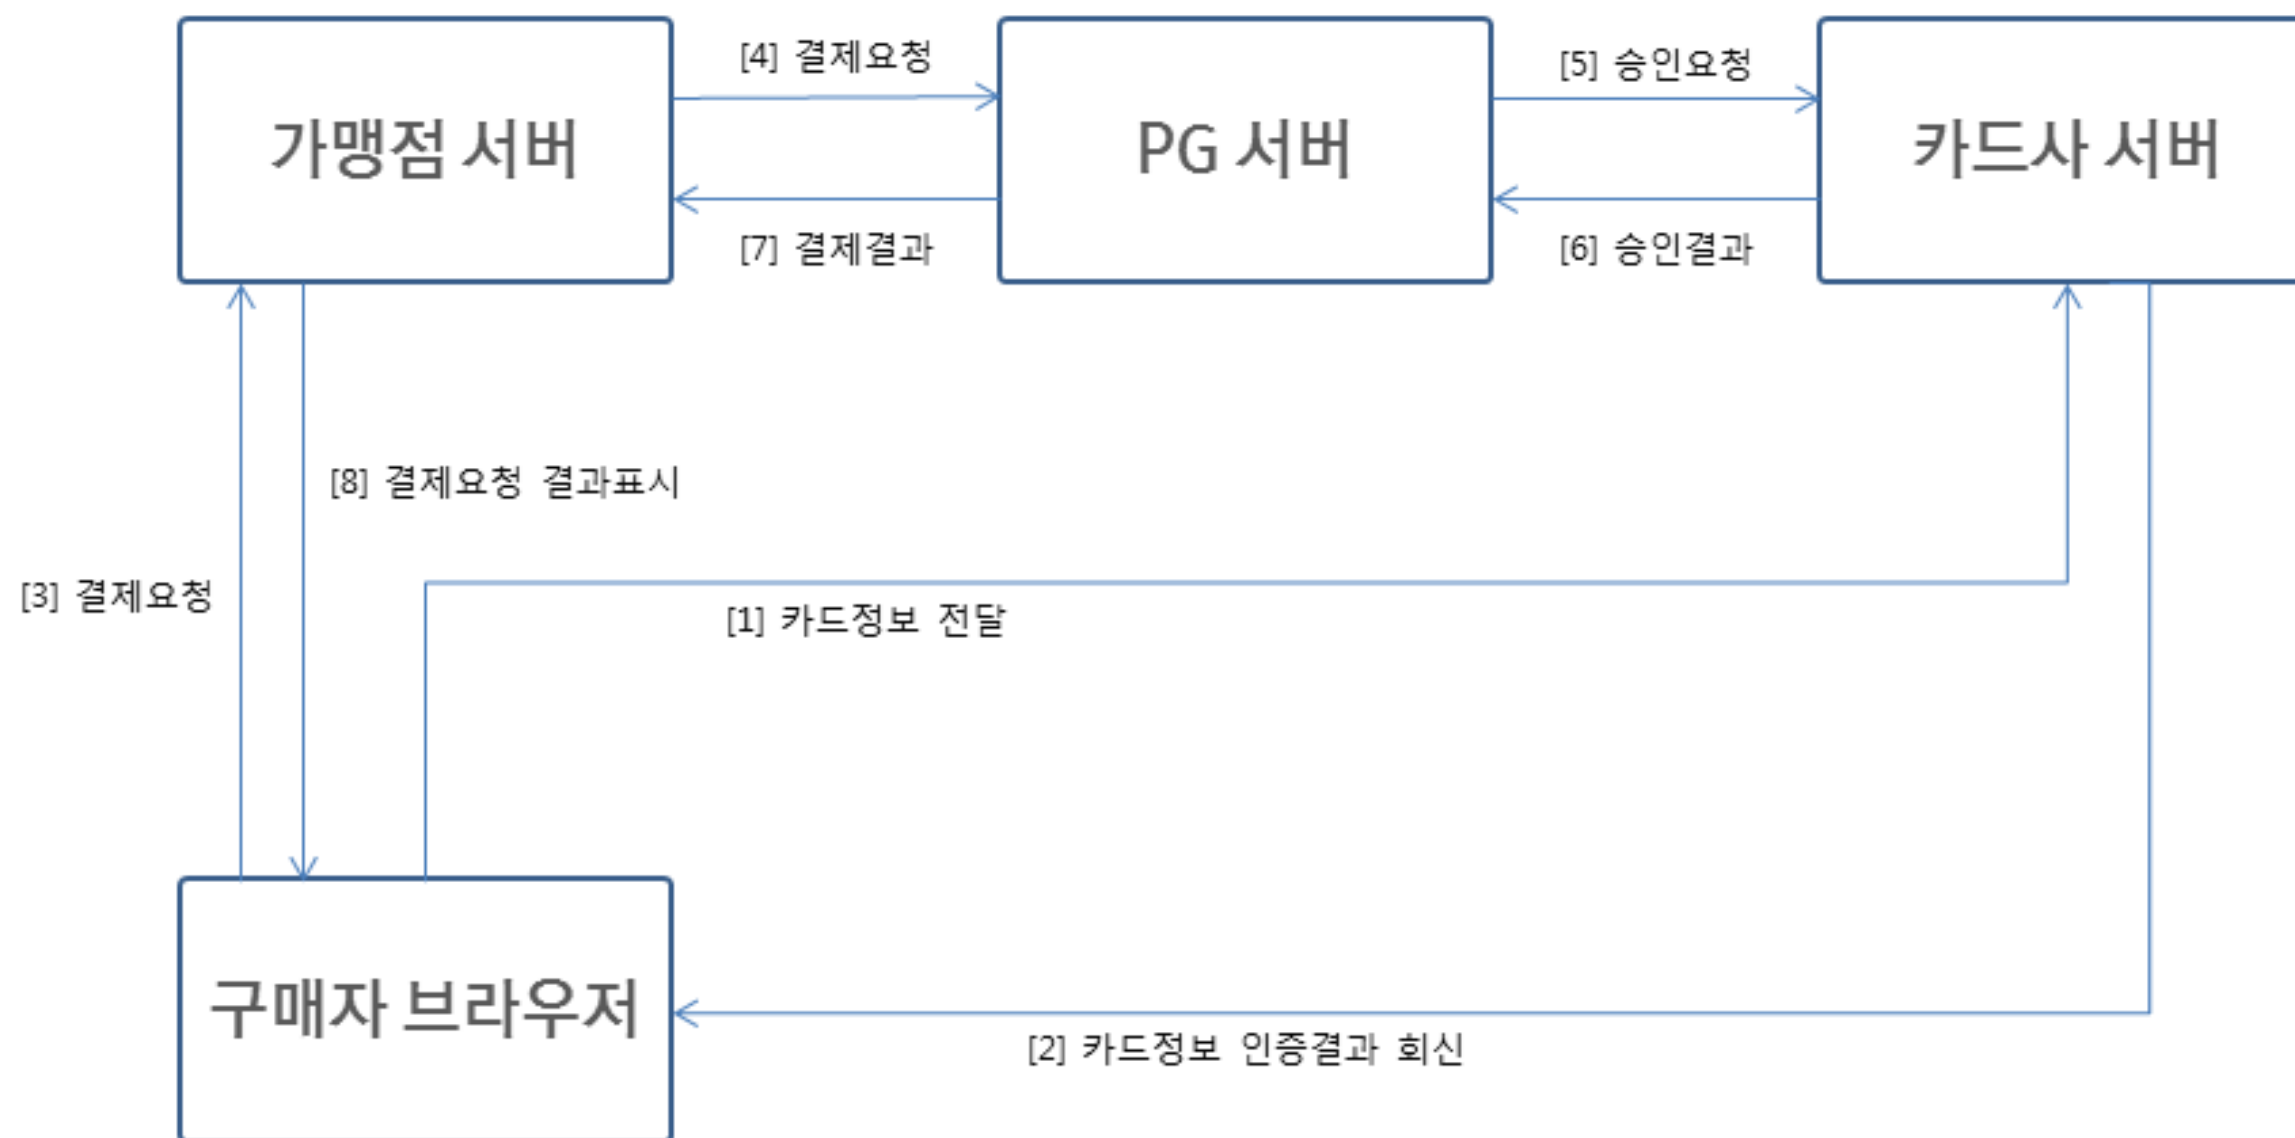 [4] 결제요청
[5] 승인요청
가맹점 서버
PG 서버
카드사 서버
[7] 결제결과
[6] 승인결과
[8] 결제요청 결과표시
[3] 결제요청
[1] 카드정보 전달
구매자 브라우저
[2] 카드정보 인증결과 회신